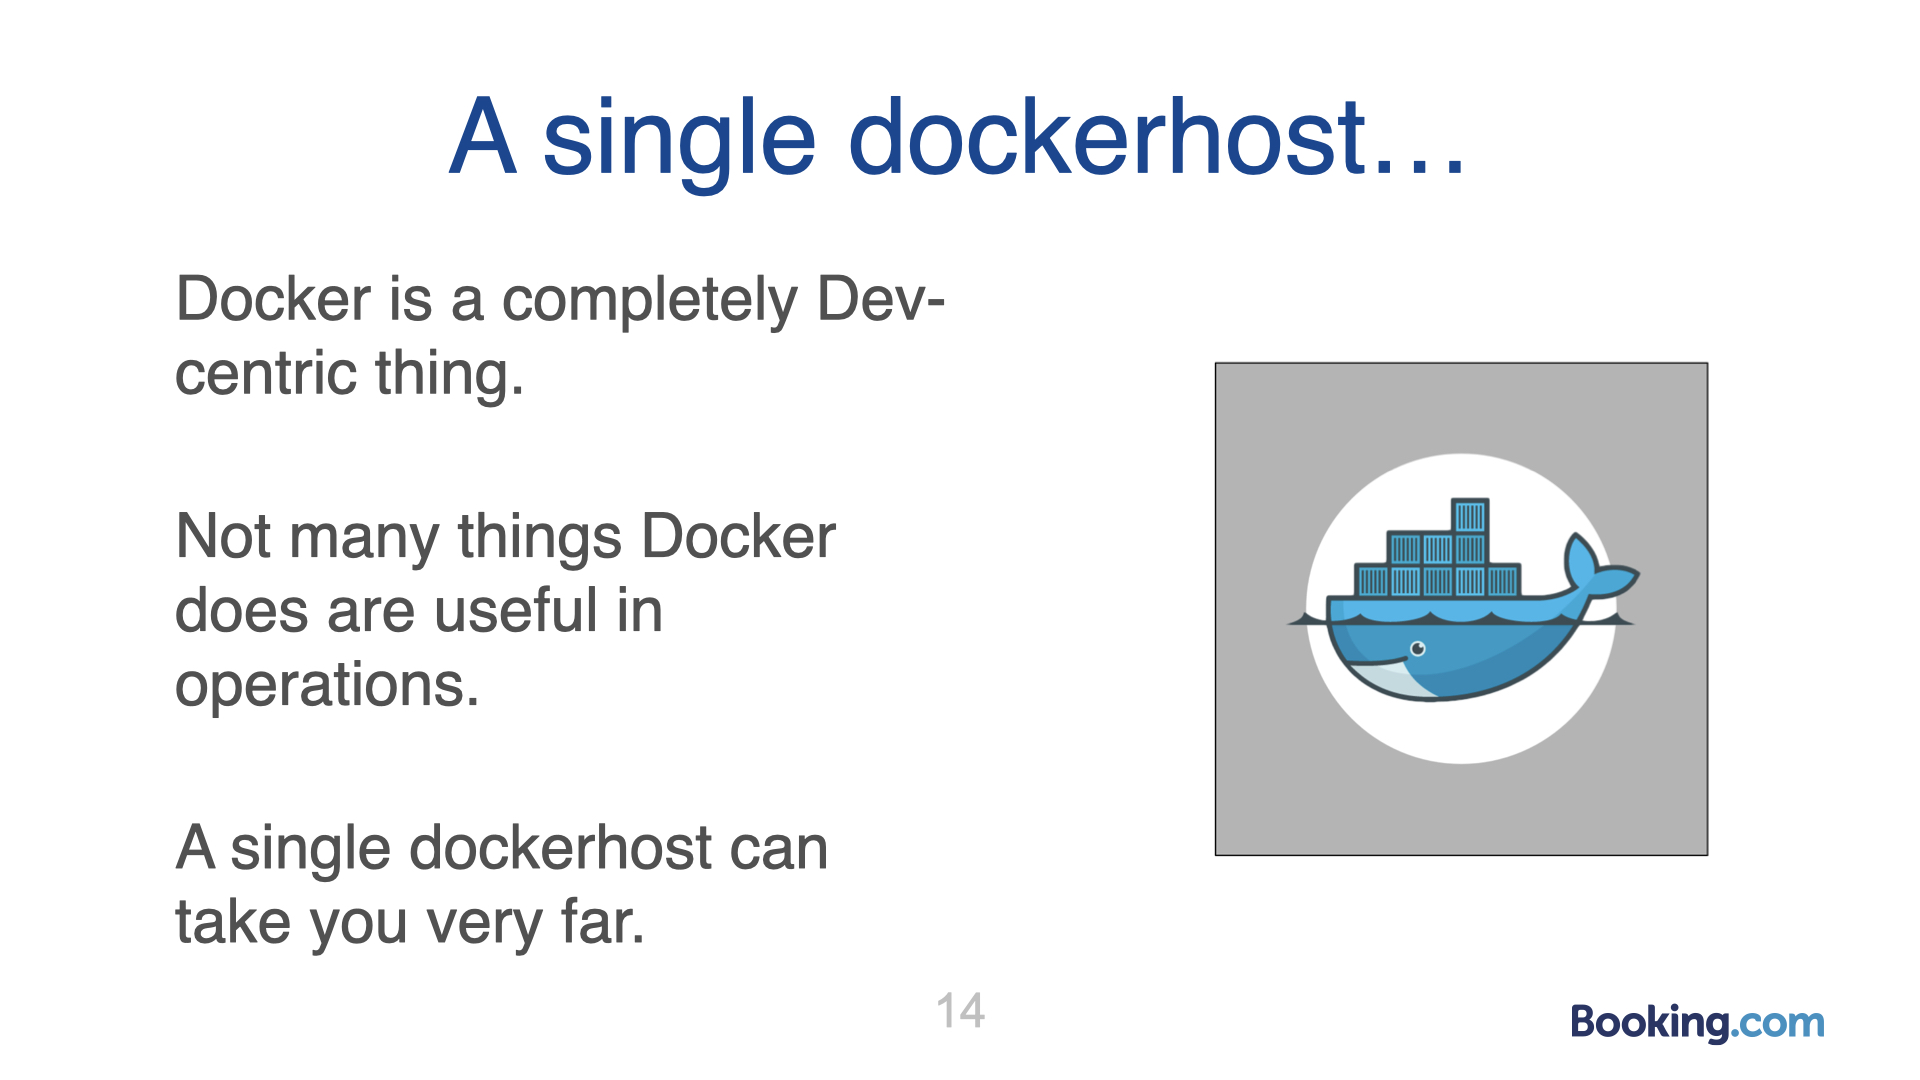 A single dockerhost…
Docker is a completely Dev-
centric thing.
Not many things Docker
does are useful in
operations.
A single dockerhost can
take you very far.
14
Booking.com